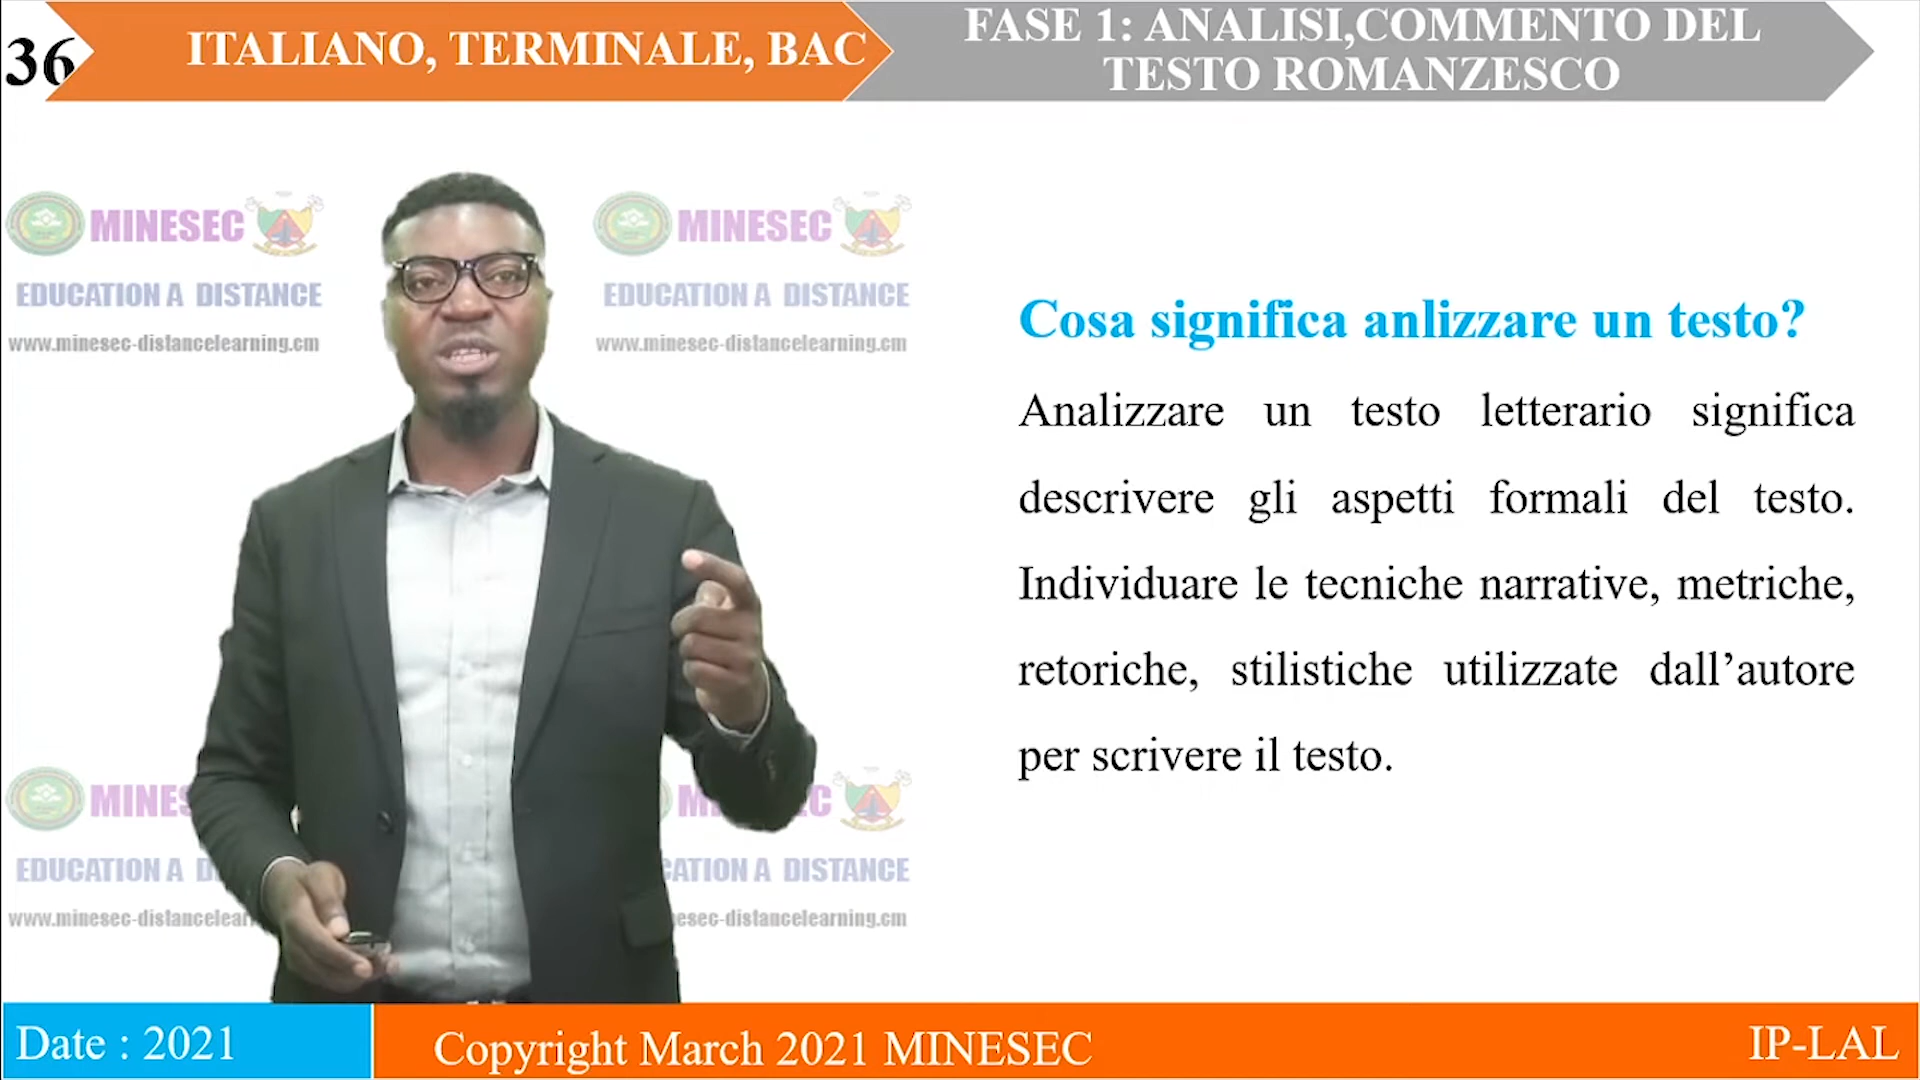 36
ITALIANO, TERMINALE, BAC
FASE 1: ANALISI,COMMENTO DEL
TESTO ROMANZESCO
MINESEC
EDUCATION A DISTANCE
www.minesec-distancelearning.cm
MINESEC
EDUCATION A DISTANCE
www.minesec-distancelearning.cm
Cosa significa anlizzare un testo?
Analizzare un testo letterario significa
descrivere gli aspetti formali del testo.
Individuare le tecniche narrative, metriche,
retoriche, stilistiche utilizzate dall’autore
per scrivere il testo.
MINES
EDUCATION A D
www.minesec-distancelear
M C
CATION A DISTANCE
esec-distancelearning.cm
Date : 2021
Copyright March 2021 MINESEC
IP-LAL